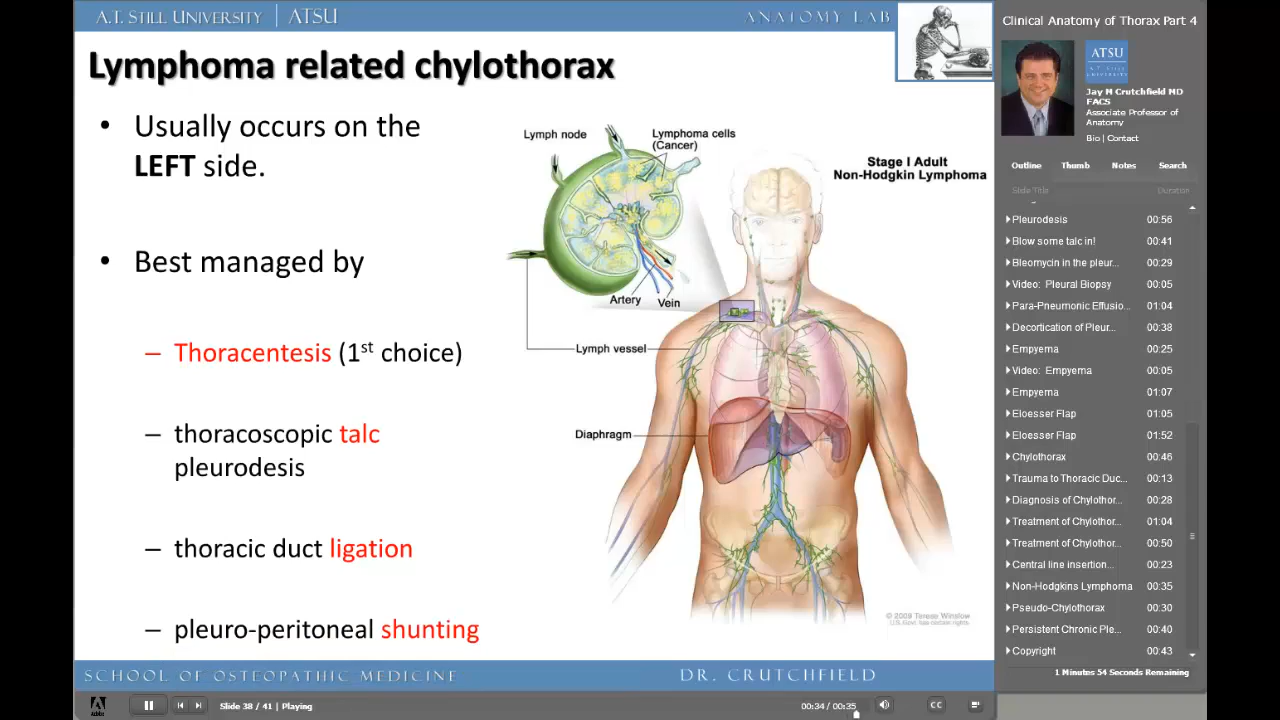 A.T. STILL UNIVERSITY | ATSU
ANATOMY LAB
Lymphoma related chylothorax
• Usually occurs on the
LEFT side.
• Best managed by
– Thoracentesis (1st choice)
– thoracoscopic talc
pleurodesis
– thoracic duct ligation
– pleuro-peritoneal shunting
Lymph node
Lymphoma cells
(Cancer)
Stage I Adult
Non-Hodgkin Lymphoma
Artery
Vein
Lymph vessel
Diaphragm
© 2009 Terese Winslow
U.S. Govt. has certain rights.
SCHOOL OF OSTEOPATHIC MEDICINE
DR. CRUTCHFIELD
Adobe
Slide 38 / 41 | Playing
00:34 / 00:35
CC
Clinical Anatomy of Thorax Part 4
ATSU
A.T. STILL
UNIVERSITY
Jay M Crutchfield MD
FACS
Associate Professor of
Anatomy
Bio | Contact
Outline Thumb Notes Search
Slide Title Duration
Pleurodesis 00:56
Blow some talc in! 00:41
Bleomycin in the pleur... 00:29
Video: Pleural Biopsy 00:05
Para-Pneumonic Effusio... 01:04
Decortication of Pleur... 00:38
Empyema 00:25
Video: Empyema 00:05
Empyema 01:07
Eloesser Flap 01:05
Eloesser Flap 01:52
Chylothorax 00:46
Trauma to Thoracic Duc... 00:13
Diagnosis of Chylothor... 00:28
Treatment of Chylothor... 01:04
Treatment of Chylothor... 00:50
Central line insertion... 00:23
Non-Hodgkins Lymphoma 00:35
Pseudo-Chylothorax 00:30
Persistent Chronic Ple... 00:40
Copyright 00:43
1 Minutes 54 Seconds Remaining